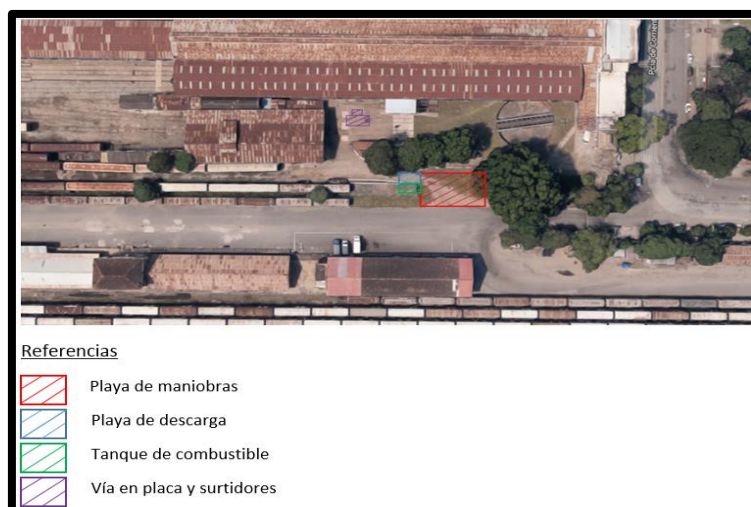 Referencias
Playa de maniobras
Playa de descarga
Tanque de combustible
Vía en placa y surtidores